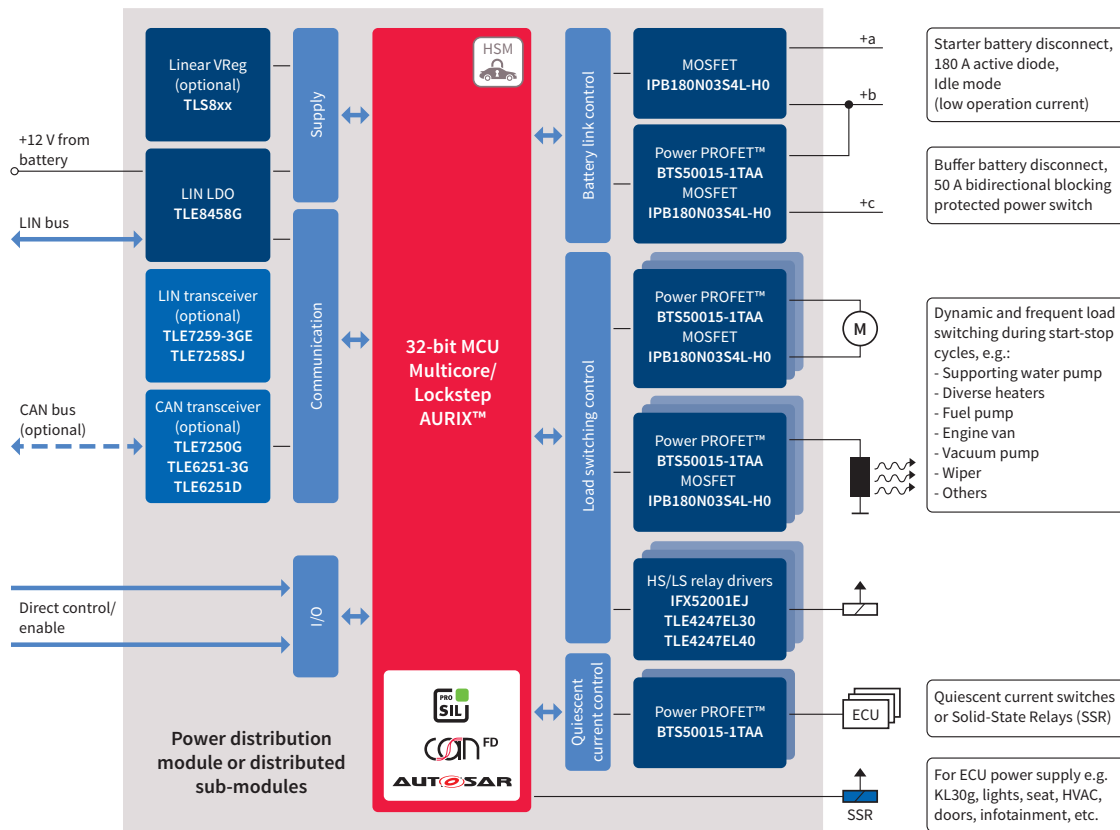 +12 V from
battery
LIN bus
CAN bus
(optional)
Direct control/
enable
Linear VReg
(optional)
TLS8xx
LIN LDO
TLE8458G
LIN transceiver
(optional)
TLE7259-3GE
TLE7258SJ
CAN transceiver
(optional)
TLE7250G
TLE6251-3G
TLE6251D
Supply
Communication
I/O
Power distribution
module or distributed
sub-modules
HSM
32-bit MCU
Multicore/
Lockstep
AURIX™
PRO
SIL
CAN FD
AUTOSAR
Battery link control
Load switching control
Quiescent
current control
MOSFET
IPB180N03S4L-H0
Power PROFET™
BTS50015-1TAA
MOSFET
IPB180N03S4L-H0
Power PROFET™
BTS50015-1TAA
MOSFET
IPB180N03S4L-H0
Power PROFET™
BTS50015-1TAA
MOSFET
IPB180N03S4L-H0
HS/LS relay drivers
IFX52001EJ
TLE4247EL30
TLE4247EL40
Power PROFET™
BTS50015-1TAA
+a
+b
+c
M
ECU
SSR
Starter battery disconnect,
180 A active diode,
Idle mode
(low operation current)
Buffer battery disconnect,
50 A bidirectional blocking
protected power switch
Dynamic and frequent load
switching during start-stop
cycles, e.g.:
- Supporting water pump
- Diverse heaters
- Fuel pump
- Engine van
- Vacuum pump
- Wiper
- Others
Quiescent current switches
or Solid-State Relays (SSR)
For ECU power supply e.g.
KL30g, lights, seat, HVAC,
doors, infotainment, etc.